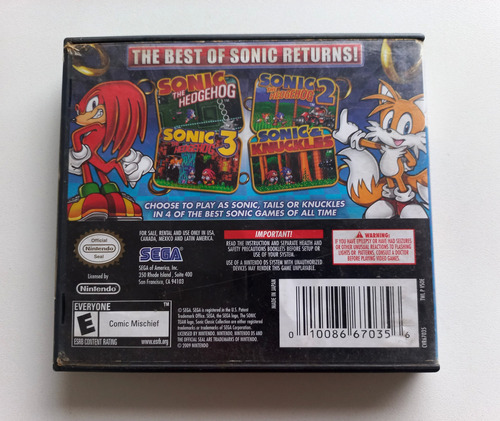 THE BEST OF SONIC RETURNS!
SONIC
THE
HEDGEHOG
SONIC
THE
HEDGEHOG 2
SONIC
THE
HEDGEHOG 3
SONIC &
KNUCKLES
CHOOSE TO PLAY AS SONIC, TAILS OR KNUCKLES
IN 4 OF THE BEST SONIC GAMES OF ALL TIME
Official
Nintendo
Seal
Licensed by
Nintendo
FOR SALE, RENTAL AND USE ONLY IN USA,
CANADA, MEXICO AND LATIN AMERICA.
SEGA
SEGA of America, Inc.
350 Rhode Island, Suite 400
San Francisco, CA 94103
IMPORTANT!
READ THE INSTRUCTION AND SEPARATE HEALTH AND
SAFETY PRECAUTIONS BOOKLETS BEFORE SETUP OR
USE OF YOUR SYSTEM.
USE OF A NINTENDO DS SYSTEM WITH UNAUTHORIZED
DEVICES MAY RENDER THIS GAME UNPLAYABLE.
WARNING:
IF YOU HAVE EPILEPSY OR HAVE HAD SEIZURES
OR OTHER UNUSUAL REACTIONS TO FLASHING
LIGHTS OR PATTERNS, CONSULT A DOCTOR
BEFORE PLAYING VIDEO GAMES.
EVERYONE
E
Comic Mischief
ESRB CONTENT RATING
www.esrb.org
© SEGA. SEGA is registered in the U.S. Patent
Trademark Office. SEGA, the SEGA logo, The SONIC
TEAM logo, Sonic Classic Collection are either registered
trademarks or trademarks of SEGA Corporation.
LICENSED BY NINTENDO. NINTENDO, NINTENDO DS AND
THE OFFICIAL SEAL ARE TRADEMARKS OF NINTENDO.
© 2009 NINTENDO
MADE IN JAPAN
0 10086 67035 6